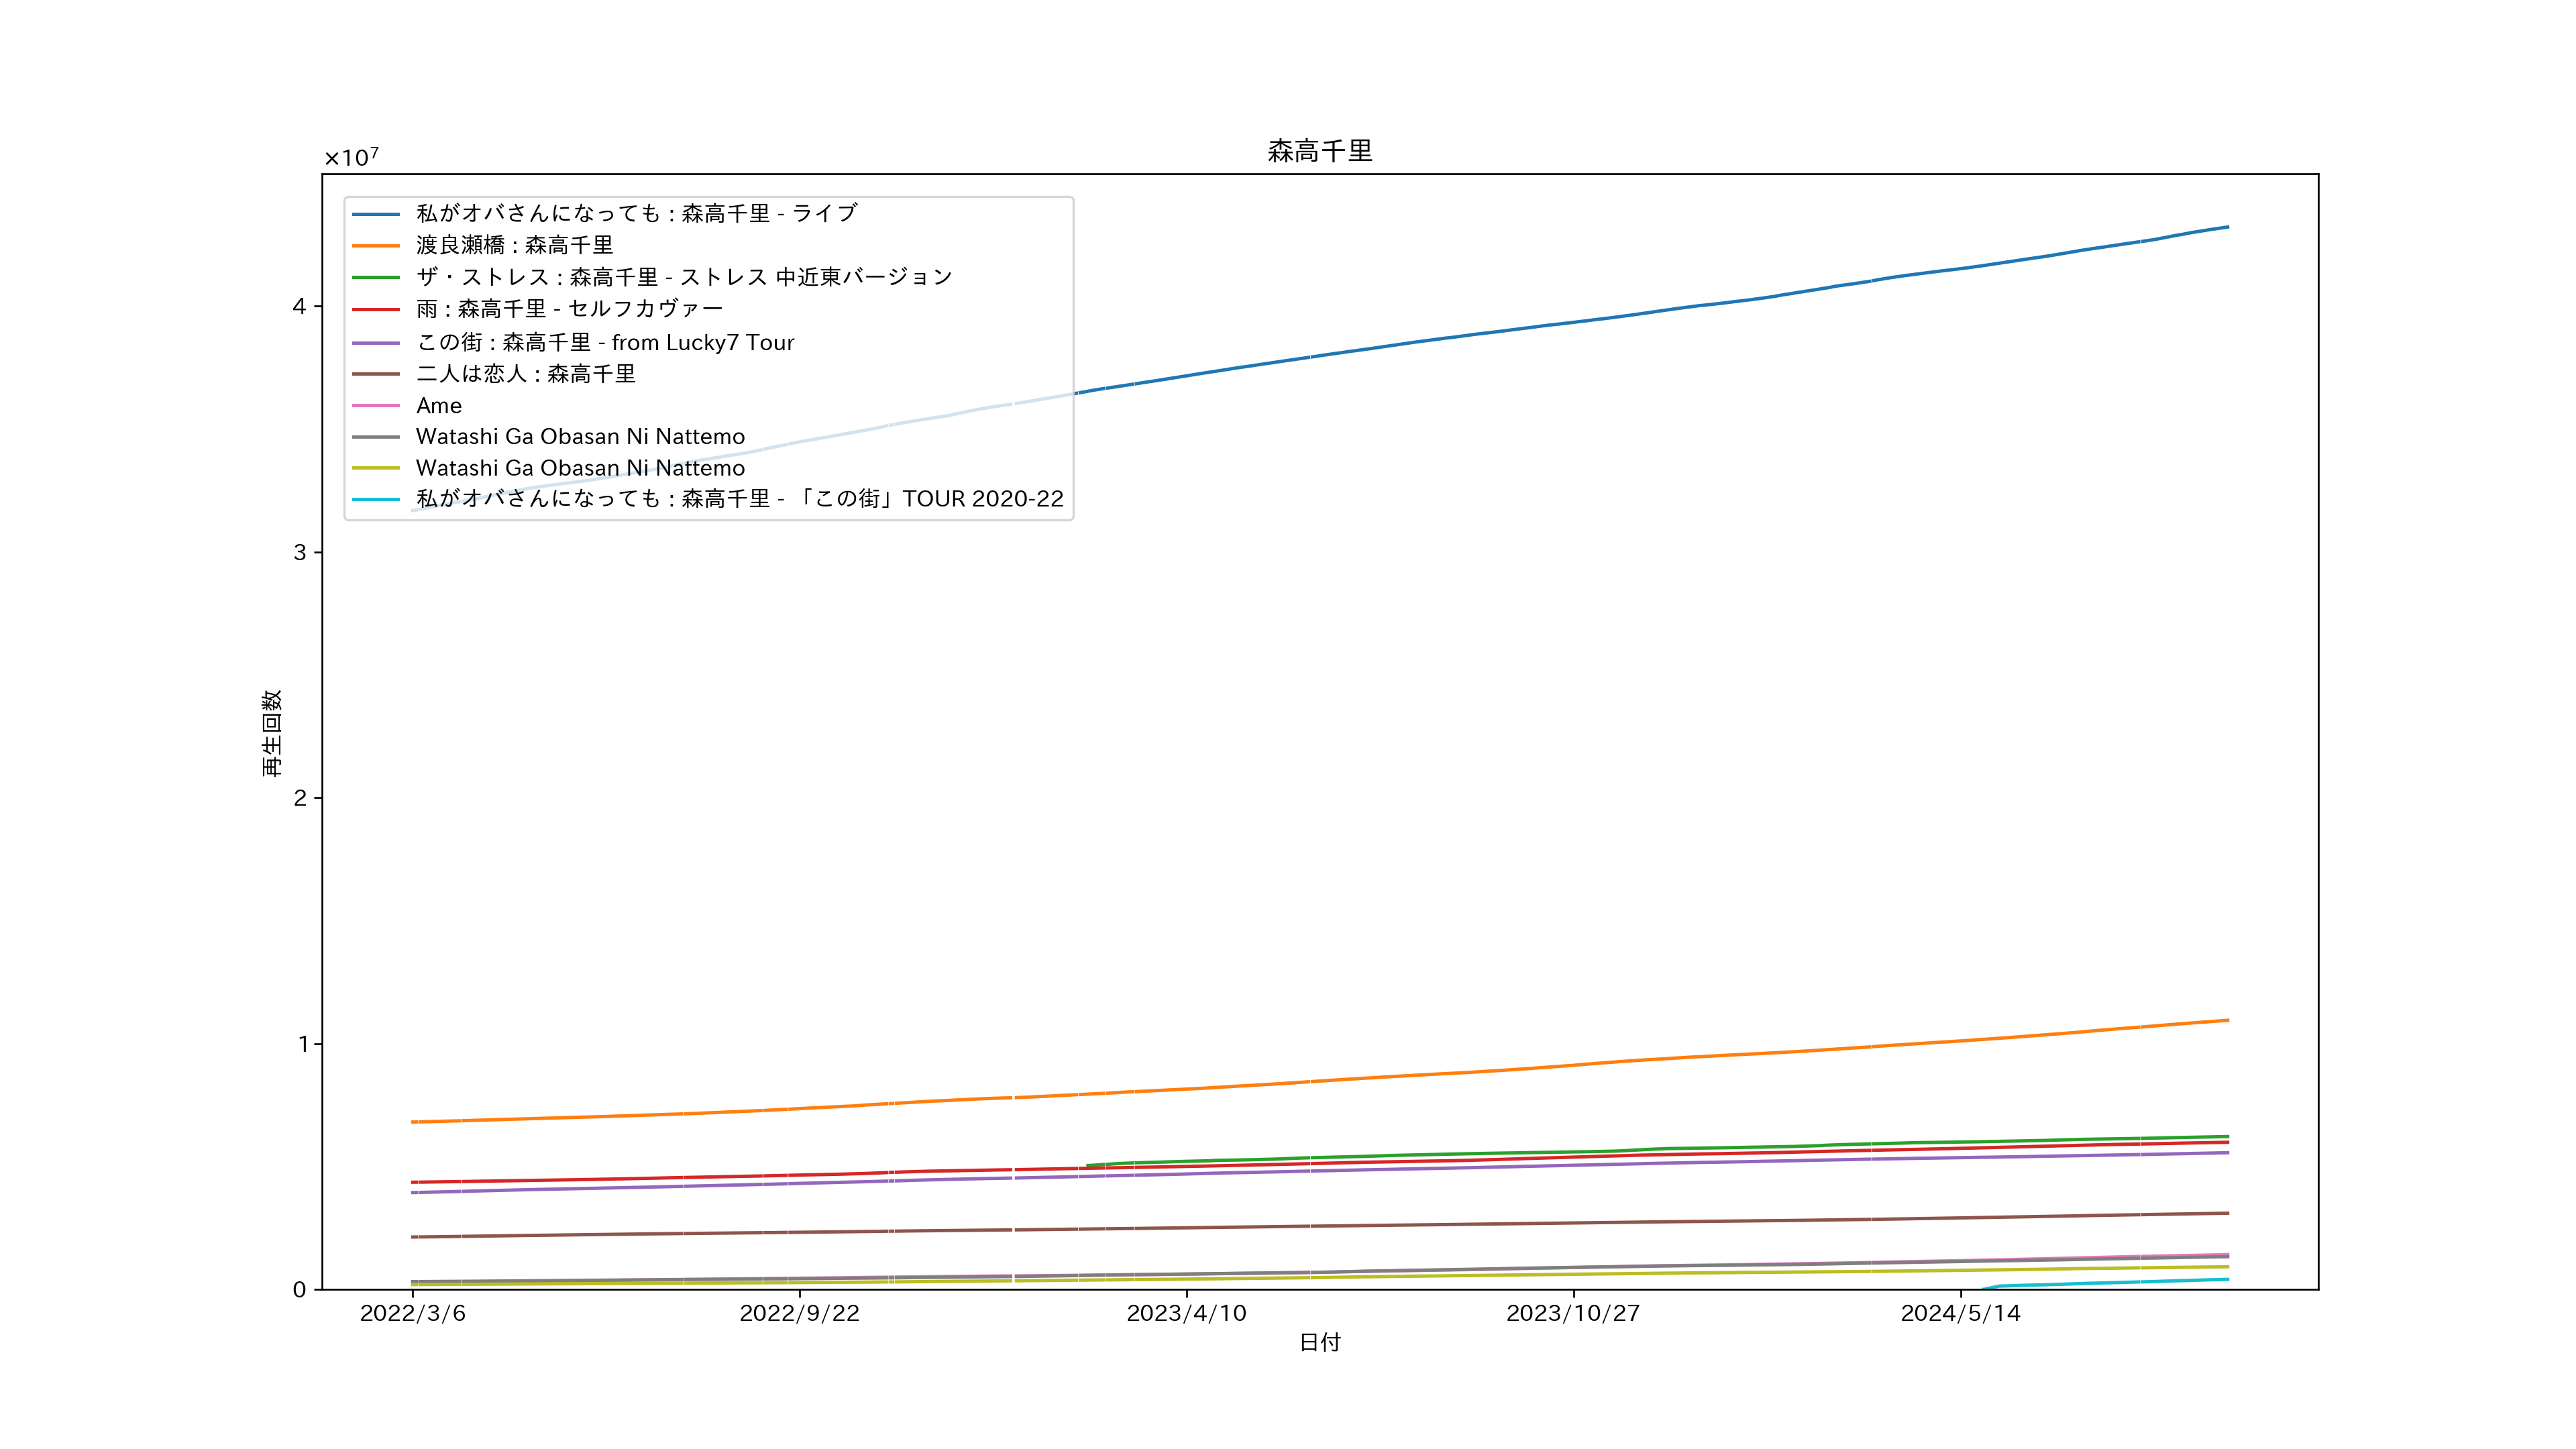 森高千里
×10⁷
私がオバさんになっても : 森高千里 - ライブ
渡良瀬橋 : 森高千里
ザ・ストレス : 森高千里 - ストレス 中近東バージョン
雨 : 森高千里 - セルフカヴァー
この街 : 森高千里 - from Lucky7 Tour
二人は恋人 : 森高千里
Ame
Watashi Ga Obasan Ni Nattemo
Watashi Ga Obasan Ni Nattemo
私がオバさんになっても : 森高千里 - 「この街」TOUR 2020-22
4
3
2
1
0
再生回数
2022/3/6
2022/9/22
2023/4/10
2023/10/27
2024/5/14
日付